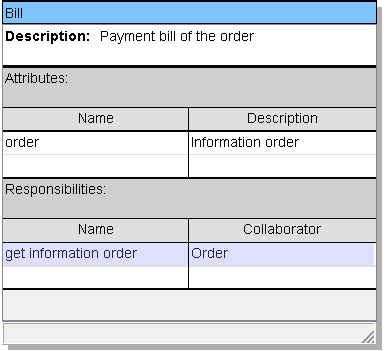 Bill
Description: Payment bill of the order
Attributes:
Name Description
order Information order
Responsibilities:
Name Collaborator
get information order Order